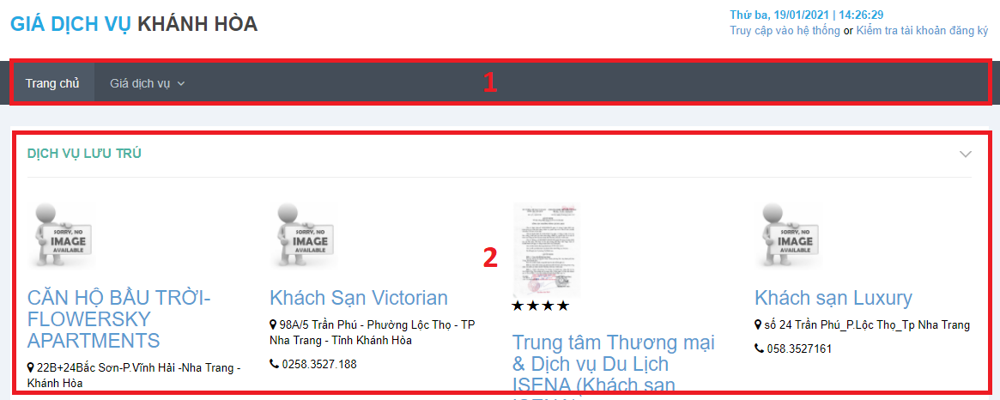 GIÁ DỊCH VỤ KHÁNH HÒA
Thứ ba, 19/01/2021 | 14:26:29
Truy cập vào hệ thống or Kiểm tra tài khoản đăng ký
Trang chủ
Giá dịch vụ
1
DỊCH VỤ LƯU TRÚ
SORRY, NO
IMAGE
AVAILABLE
SORRY, NO
IMAGE
AVAILABLE
SORRY, NO
IMAGE
AVAILABLE
2
CĂN HỘ BẦU TRỜI-
FLOWERSKY
APARTMENTS
22B+24Bắc Sơn-P.Vĩnh Hải -Nha Trang -
Khánh Hòa
Khách Sạn Victorian
98A/5 Trần Phú - Phường Lộc Thọ - TP
Nha Trang - Tỉnh Khánh Hòa
0258.3527.188
★★★★
Trung tâm Thương mại
& Dịch vụ Du Lịch
ISENA (Khách sạn
Khách sạn Luxury
số 24 Trần Phú_P.Lộc Thọ_Tp Nha Trang
058.3527161